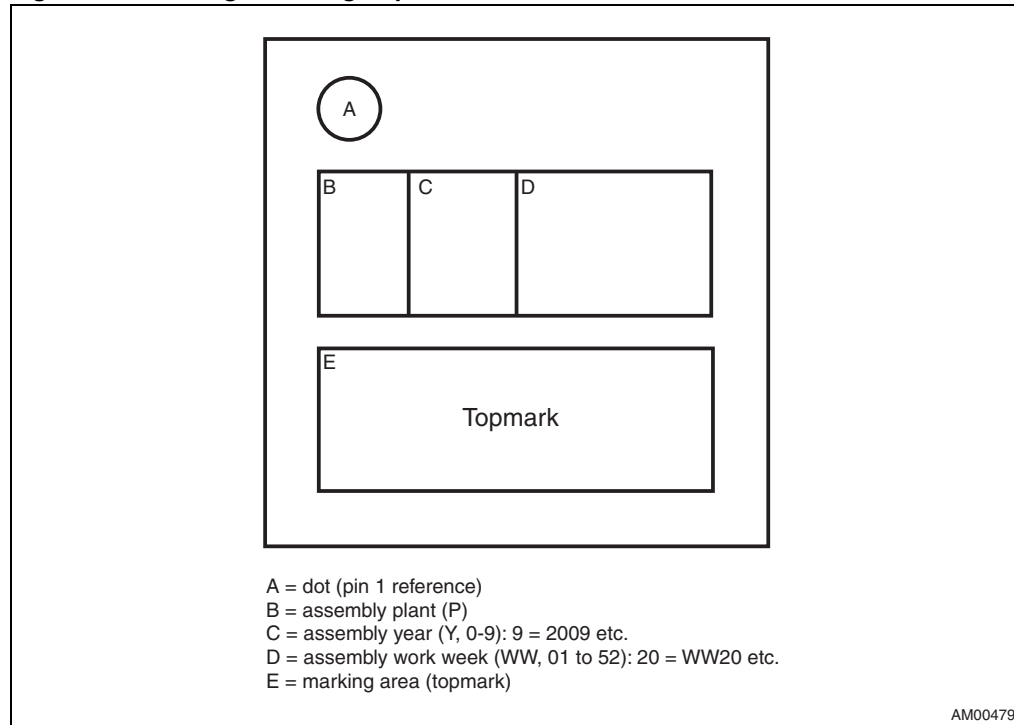 A
B C D
E
Topmark
A = dot (pin 1 reference)
B = assembly plant (P)
C = assembly year (Y, 0-9): 9 = 2009 etc.
D = assembly work week (WW, 01 to 52): 20 = WW20 etc.
E = marking area (topmark)
AM00479